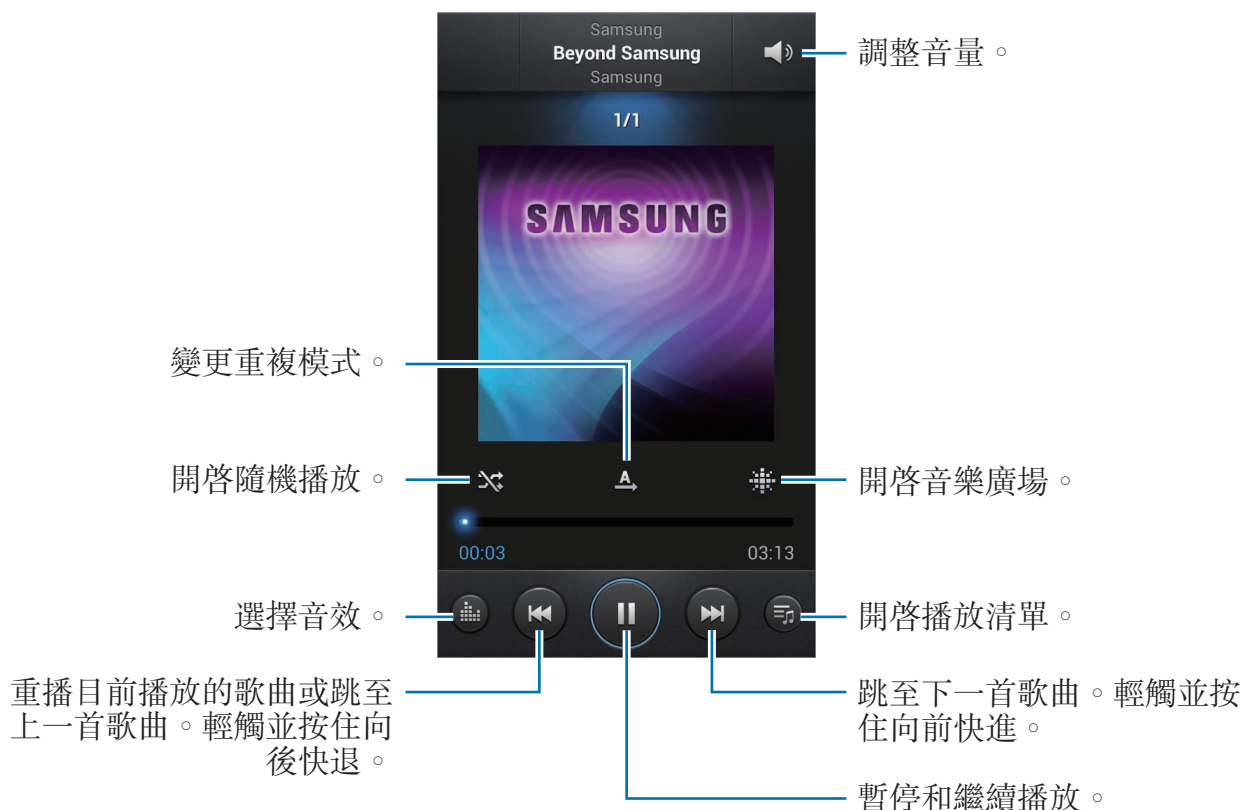 Samsung
Beyond Samsung
Samsung
調整音量。
1/1
SAMSUNG
變更重複模式。
開啓隨機播放。
A
開啓音樂廣場。
00:03
03:13
選擇音效。
開啓播放清單。
重播目前播放的歌曲或跳至
上一首歌曲。輕觸並按住向
後快退。
跳至下一首歌曲。輕觸並按
住向前快進。
暫停和繼續播放。